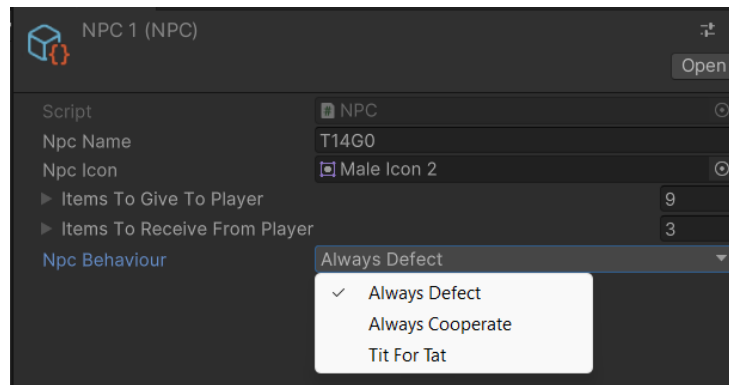 NPC 1 (NPC)
Open
Script # NPC
Npc Name T14G0
Npc Icon Male Icon 2
Items To Give To Player 9
Items To Receive From Player 3
Npc Behaviour Always Defect
Always Defect
Always Cooperate
Tit For Tat